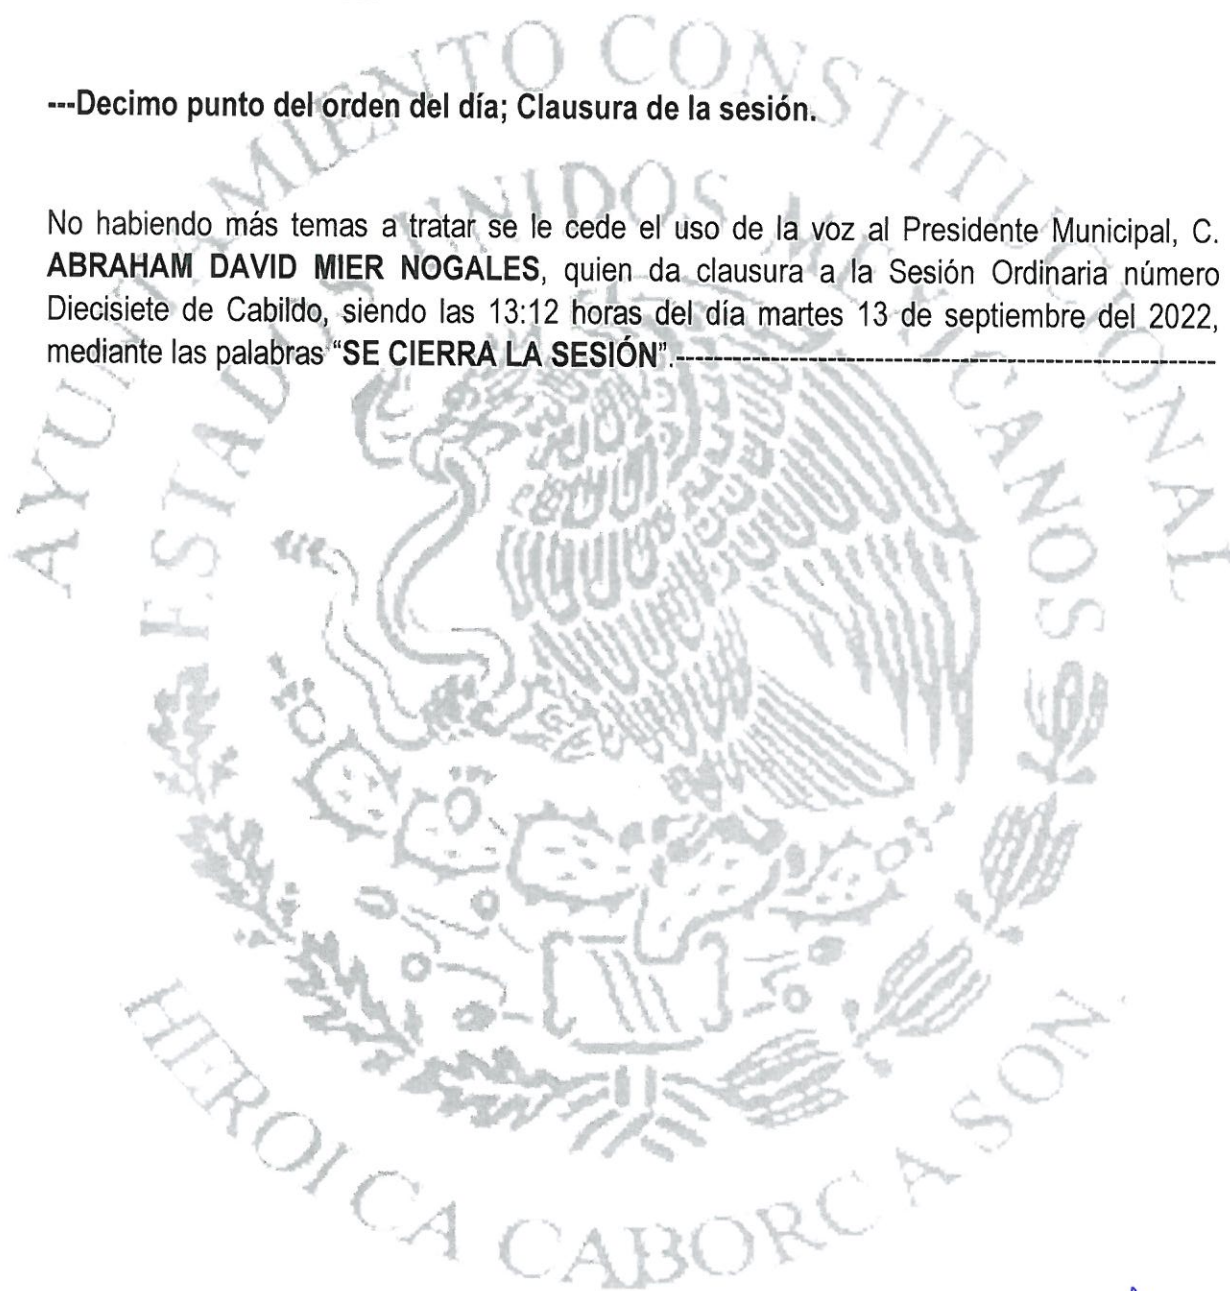 ---Decimo punto del orden del día; Clausura de la sesión.
No habiendo más temas a tratar se le cede el uso de la voz al Presidente Municipal, C.
ABRAHAM DAVID MIER NOGALES, quien da clausura a la Sesión Ordinaria número
Diecisiete de Cabildo, siendo las 13:12 horas del día martes 13 de septiembre del 2022,
mediante las palabras “SE CIERRA LA SESIÓN”.----------------------------------------------------------
AYUNTAMIENTO CONSTITUCIONAL
ESTADOS UNIDOS MEXICANOS
HEROICA CABORCA SON.